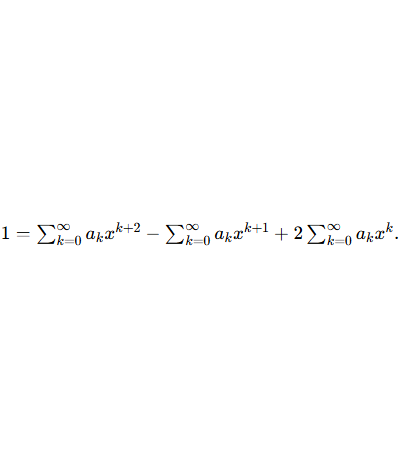 1 = ∑_{k=0}^{∞} a_k x^{k+2} − ∑_{k=0}^{∞} a_k x^{k+1} + 2 ∑_{k=0}^{∞} a_k x^k.